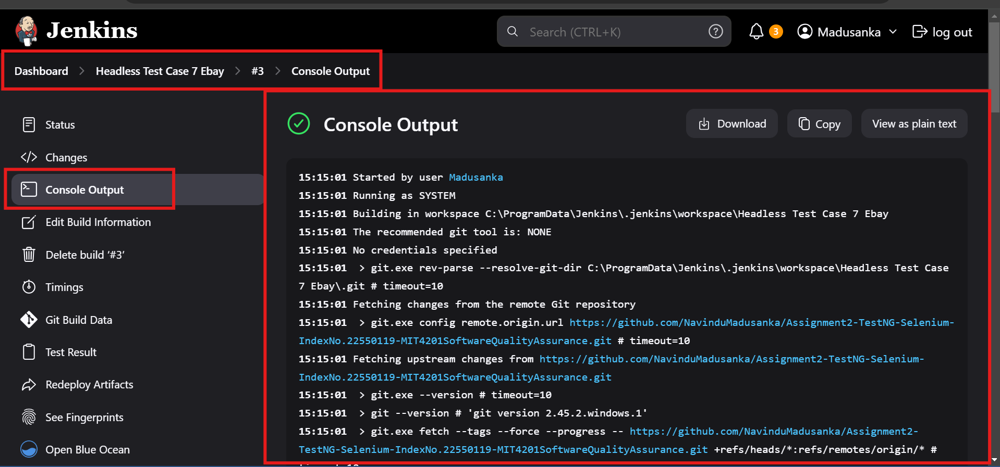 Jenkins
Search (CTRL+K)
?
3
Madusanka
log out
Dashboard > Headless Test Case 7 Ebay > #3 > Console Output
Status
Changes
Console Output
Edit Build Information
Delete build ‘#3’
Timings
Git Build Data
Test Result
Redeploy Artifacts
See Fingerprints
Open Blue Ocean
Console Output
Download
Copy
View as plain text
15:15:01 Started by user Madusanka
15:15:01 Running as SYSTEM
15:15:01 Building in workspace C:\ProgramData\Jenkins\.jenkins\workspace\Headless Test Case 7 Ebay
15:15:01 The recommended git tool is: NONE
15:15:01 No credentials specified
15:15:01  > git.exe rev-parse --resolve-git-dir C:\ProgramData\Jenkins\.jenkins\workspace\Headless Test Case
7 Ebay\.git # timeout=10
15:15:01 Fetching changes from the remote Git repository
15:15:01  > git.exe config remote.origin.url https://github.com/NavinduMadusanka/Assignment2-TestNG-Selenium-
IndexNo.22550119-MIT4201SoftwareQualityAssurance.git # timeout=10
15:15:01 Fetching upstream changes from https://github.com/NavinduMadusanka/Assignment2-TestNG-Selenium-
IndexNo.22550119-MIT4201SoftwareQualityAssurance.git
15:15:01  > git.exe --version # timeout=10
15:15:01  > git --version # 'git version 2.45.2.windows.1'
15:15:01  > git.exe fetch --tags --force --progress -- https://github.com/NavinduMadusanka/Assignment2-
TestNG-Selenium-IndexNo.22550119-MIT4201SoftwareQualityAssurance.git +refs/heads/*:refs/remotes/origin/* #